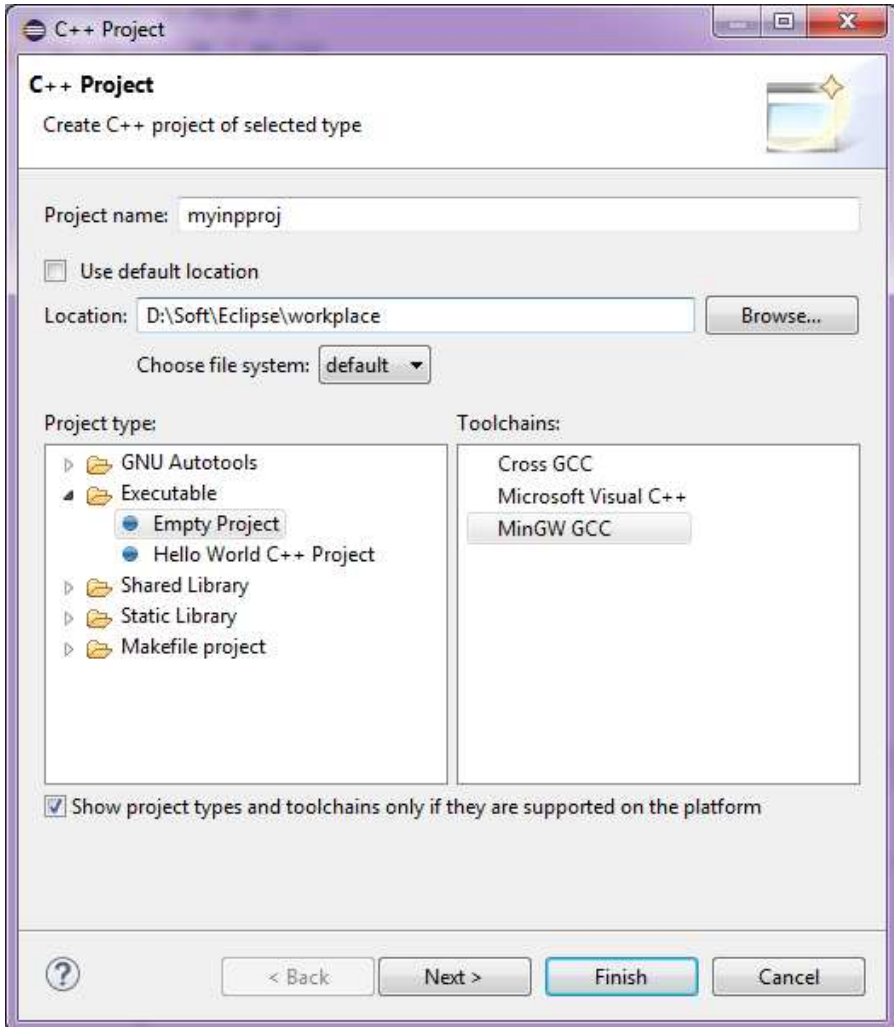 C++ Project
C++ Project
Create C++ project of selected type
Project name: myinpproj
Use default location
Location: D:\Soft\Eclipse\workplace Browse...
Choose file system: default
Project type: Toolchains:
GNU Autotools Cross GCC
Executable Microsoft Visual C++
Empty Project MinGW GCC
Hello World C++ Project
Shared Library
Static Library
Makefile project
Show project types and toolchains only if they are supported on the platform
? < Back Next > Finish Cancel